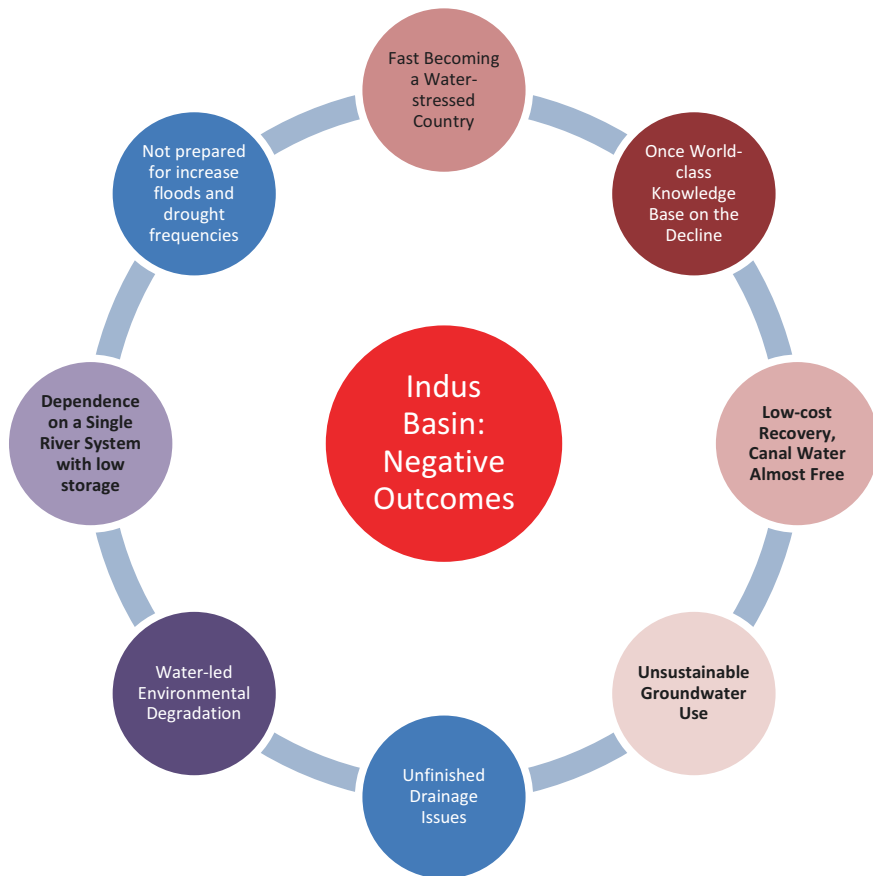 Fast Becoming
a Water-
stressed
Country
Once World-
class
Knowledge
Base on the
Decline
Low-cost
Recovery,
Canal Water
Almost Free
Unsustainable
Groundwater
Use
Unfinished
Drainage
Issues
Water-led
Environmental
Degradation
Dependence
on a Single
River System
with low
storage
Not prepared
for increase
floods and
drought
frequencies
Indus
Basin:
Negative
Outcomes